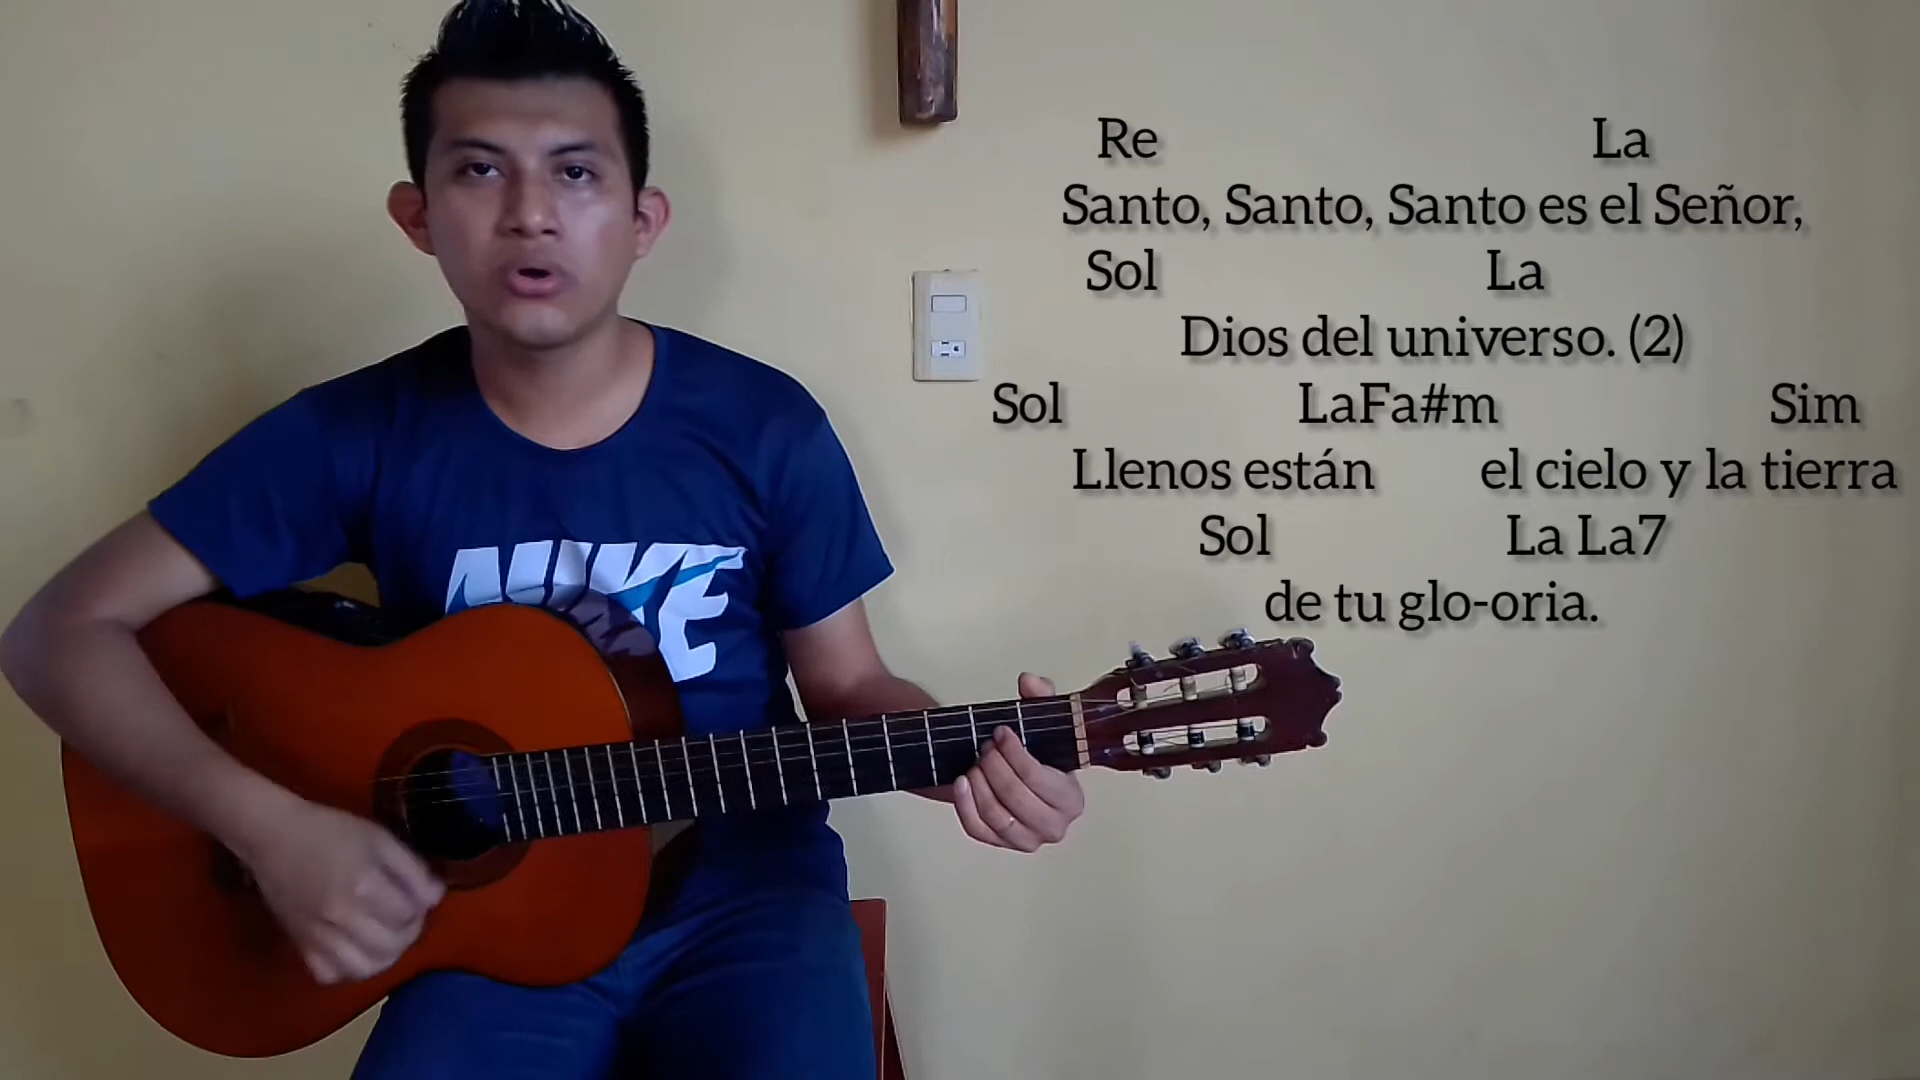 Re La
Santo, Santo, Santo es el Señor,
Sol La
Dios del universo. (2)
Sol LaFa#m Sim
Llenos están el cielo y la tierra
Sol La La7
de tu glo-oria.
NIKE